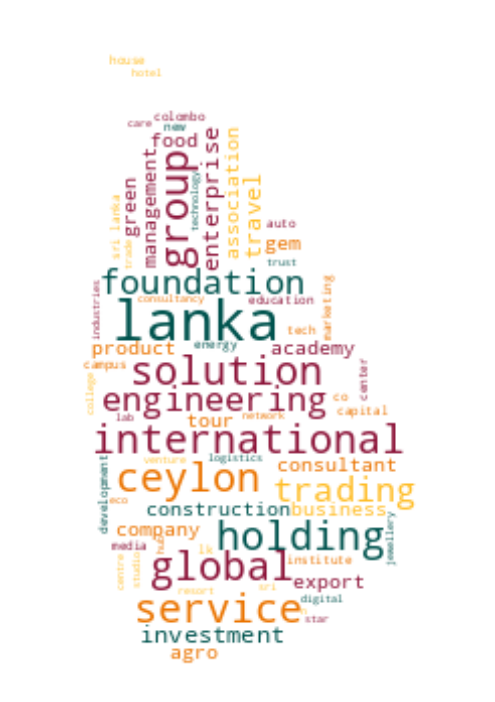 house
hotel
colombo
care
new
food
group
management
enterprise
technology
association
travel
green
sri lanka
trade
auto
gem
trust
foundation
consultancy
education
marketing
industries
lanka
tech
energy
product
academy
campus
solution
center
college
engineering
co
capital
lab
tour
network
international
venture
logistics
consultant
ceylon
trading
development
eco
construction
business
company
holding
jewellery
media
hub
lk
centre
studio
global
institute
export
resort
sri
digital
service
star
investment
agro